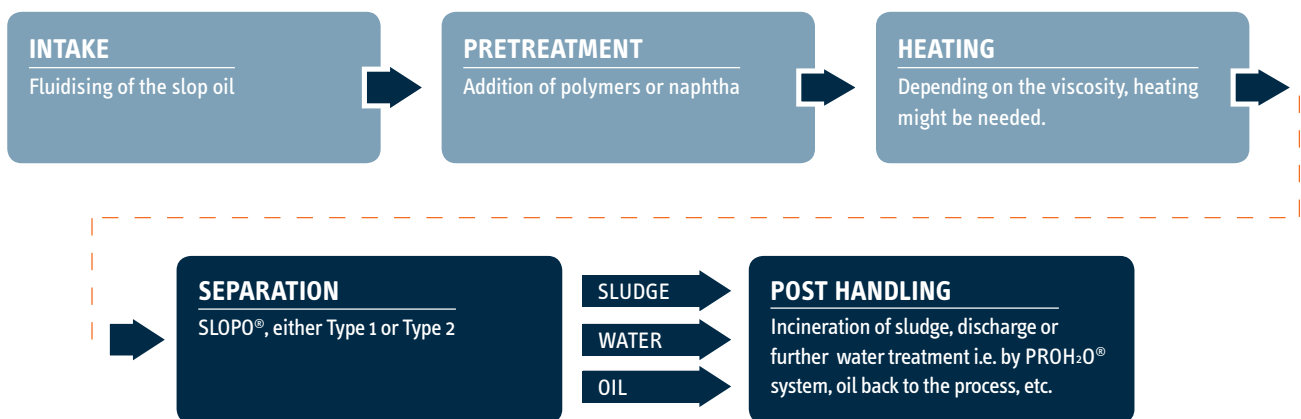 INTAKE
Fluidising of the slop oil
PRETREATMENT
Addition of polymers or naphtha
HEATING
Depending on the viscosity, heating
might be needed.
SEPARATION
SLOPO®, either Type 1 or Type 2
SLUDGE
WATER
OIL
POST HANDLING
Incineration of sludge, discharge or
further water treatment i.e. by PROH₂O®
system, oil back to the process, etc.